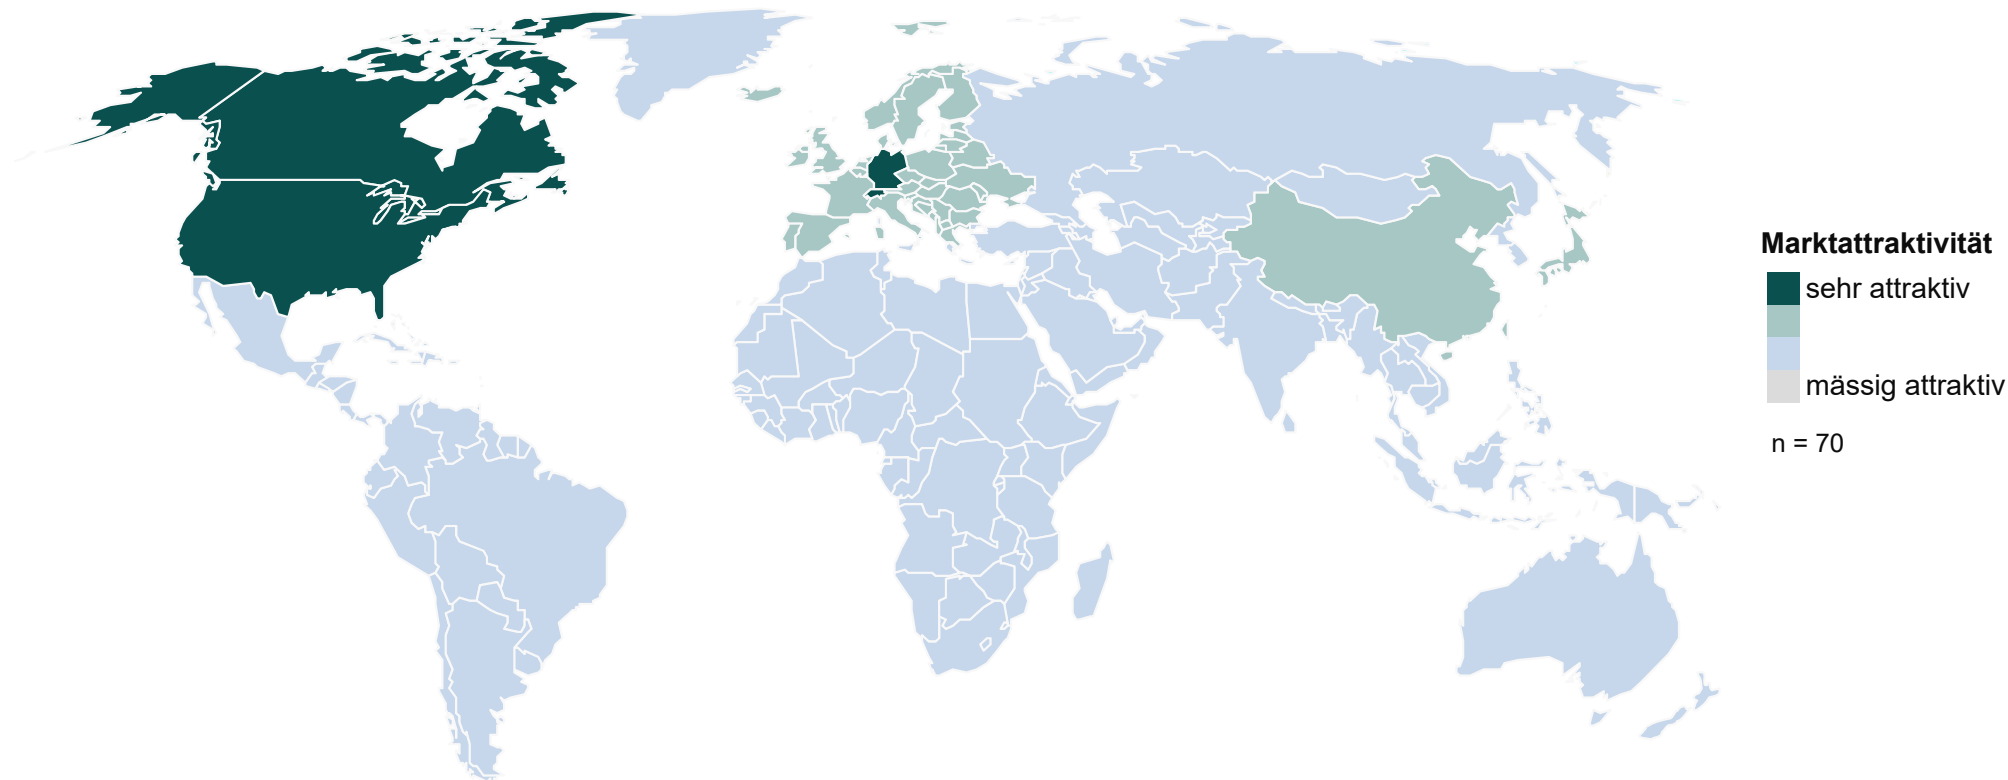 Marktattraktivität
sehr attraktiv
mässig attraktiv
n = 70